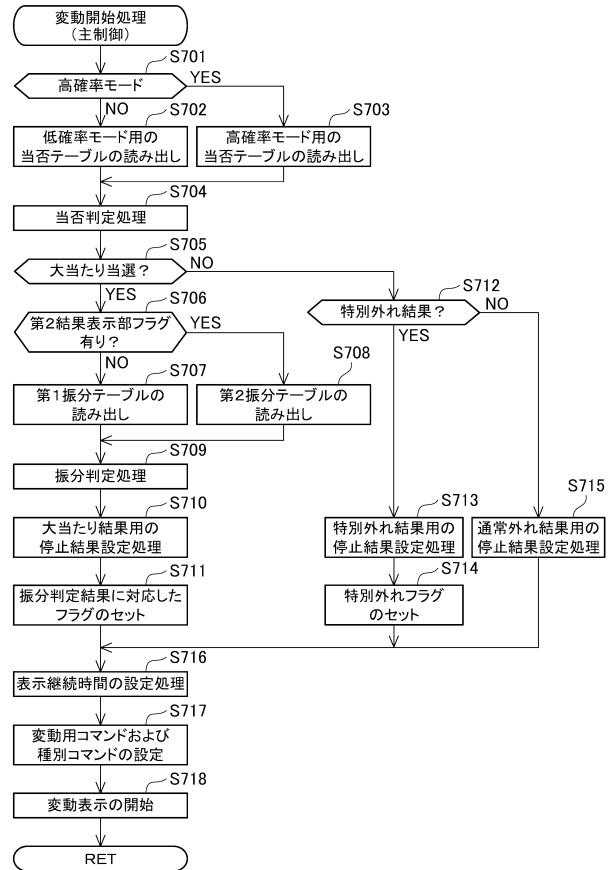 変動開始処理
(主制御)
S701
高確率モード
YES
NO
S702
S703
低確率モード用の
当否テーブルの読み出し
高確率モード用の
当否テーブルの読み出し
S704
当否判定処理
S705
大当たり当選？
NO
YES
S706
S712
第2結果表示部フラグ
有り？
YES
NO
特別外れ結果？
NO
YES
S707
S708
第1振分テーブルの
読み出し
第2振分テーブルの
読み出し
S709
振分判定処理
S710
S713
S715
大当たり結果用の
停止結果設定処理
特別外れ結果用の
停止結果設定処理
通常外れ結果用の
停止結果設定処理
S711
S714
振分判定結果に対応した
フラグのセット
特別外れフラグ
のセット
S716
表示継続時間の設定処理
S717
変動用コマンドおよび
種別コマンドの設定
S718
変動表示の開始
RET